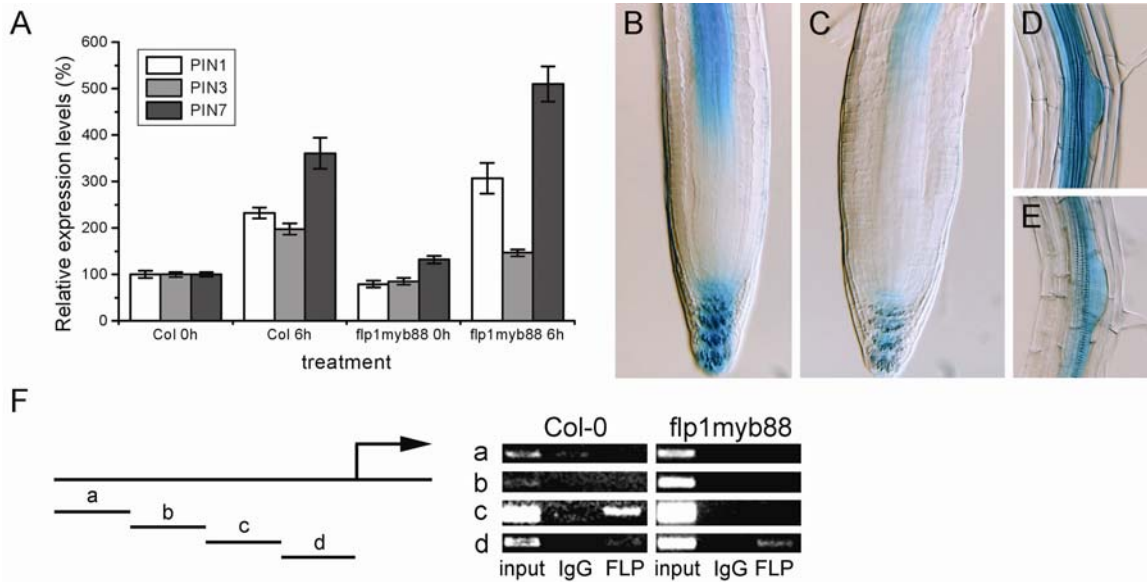 A
Relative expression levels (%)
600
500
400
300
200
100
0
PIN1
PIN3
PIN7
Col 0h
Col 6h
flp1myb88 0h
flp1myb88 6h
treatment
B
C
D
E
F
a
b
c
d
Col-0
flp1myb88
a
b
c
d
input IgG FLP
input IgG FLP